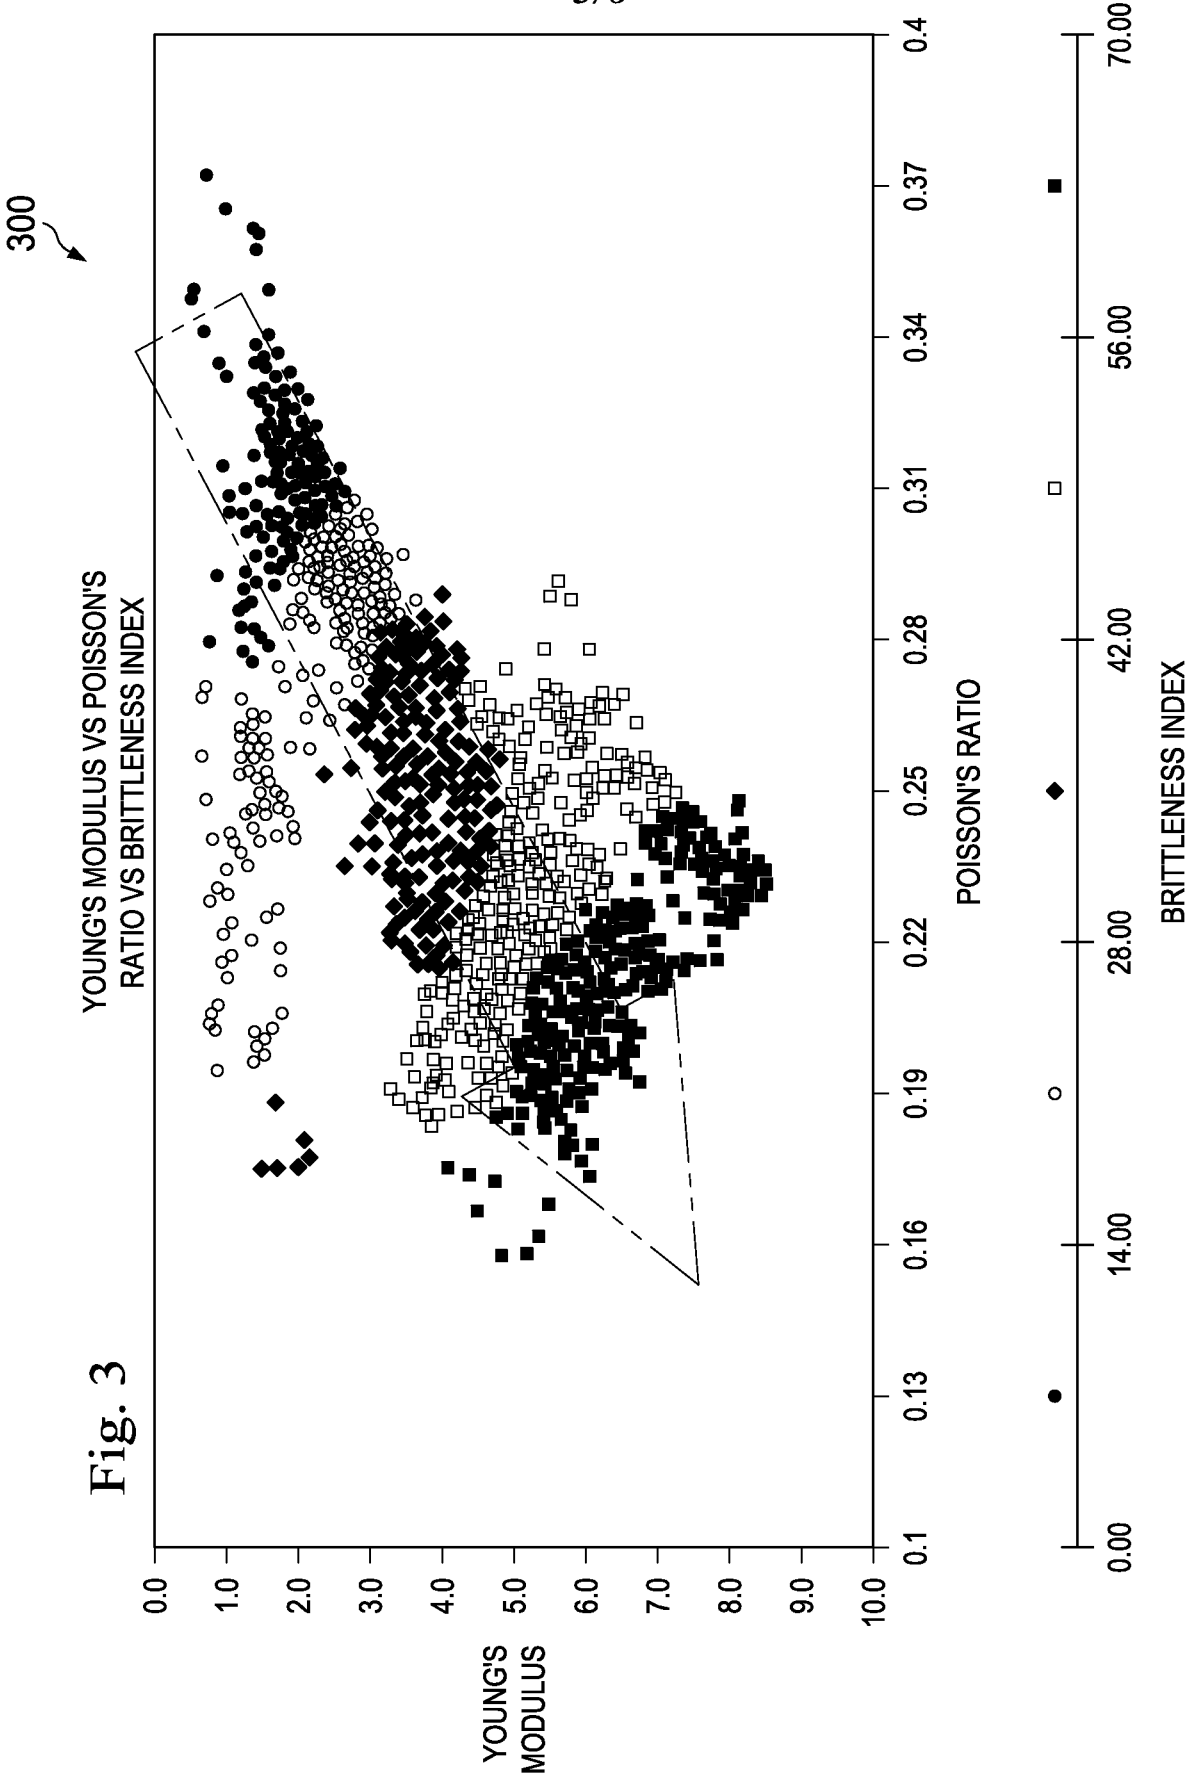 Fig. 3
YOUNG'S MODULUS VS POISSON'S
RATIO VS BRITTLENESS INDEX
300
YOUNG'S
MODULUS
0.0
1.0
2.0
3.0
4.0
5.0
6.0
7.0
8.0
9.0
10.0
0.1 0.13 0.16 0.19 0.22 0.25 0.28 0.31 0.34 0.37 0.4
POISSON'S RATIO
0.00 14.00 28.00 42.00 56.00 70.00
BRITTLENESS INDEX